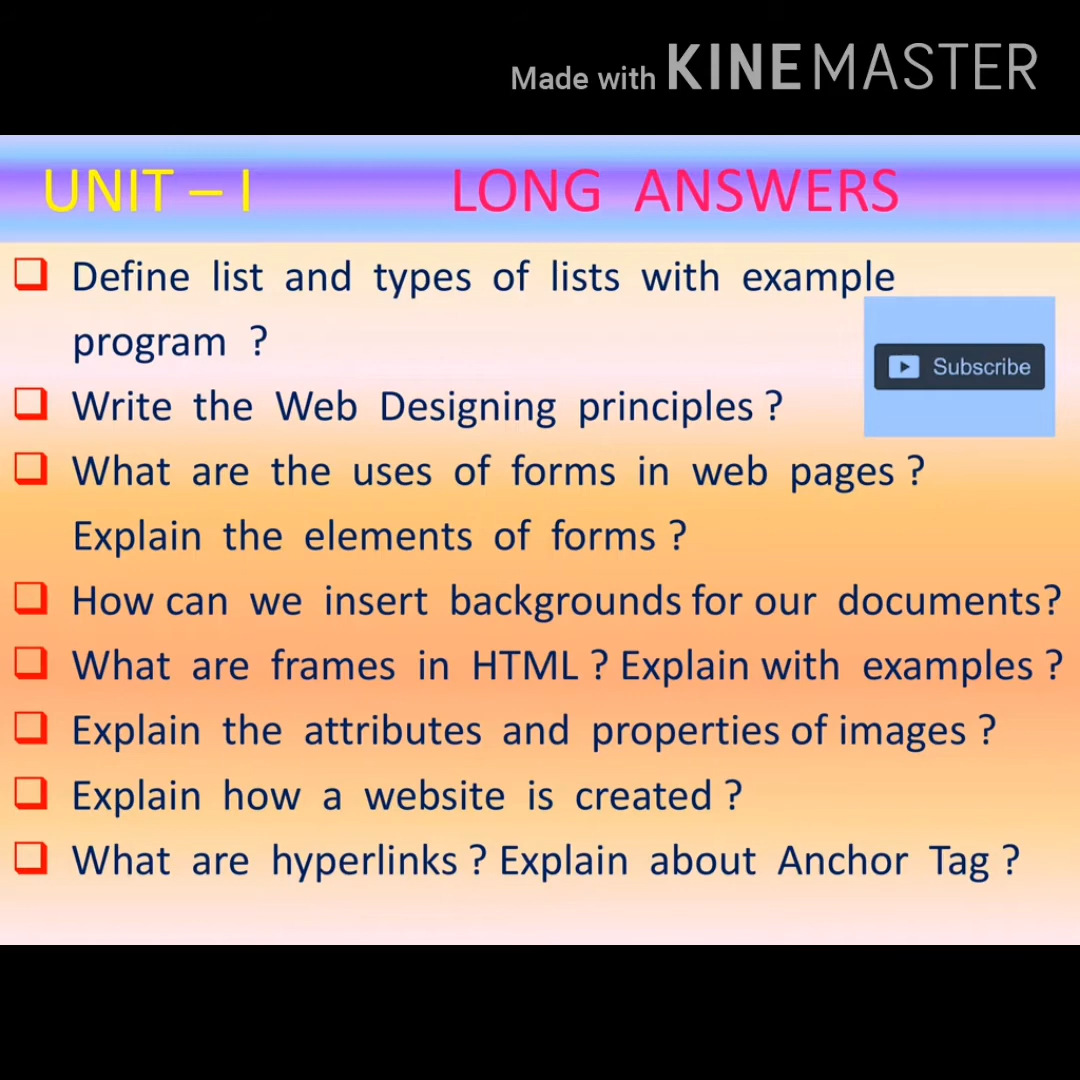 Made with KINEMASTER
UNIT – I LONG ANSWERS
Define list and types of lists with example
program ?
Subscribe
Write the Web Designing principles ?
What are the uses of forms in web pages ?
Explain the elements of forms ?
How can we insert backgrounds for our documents?
What are frames in HTML ? Explain with examples ?
Explain the attributes and properties of images ?
Explain how a website is created ?
What are hyperlinks ? Explain about Anchor Tag ?